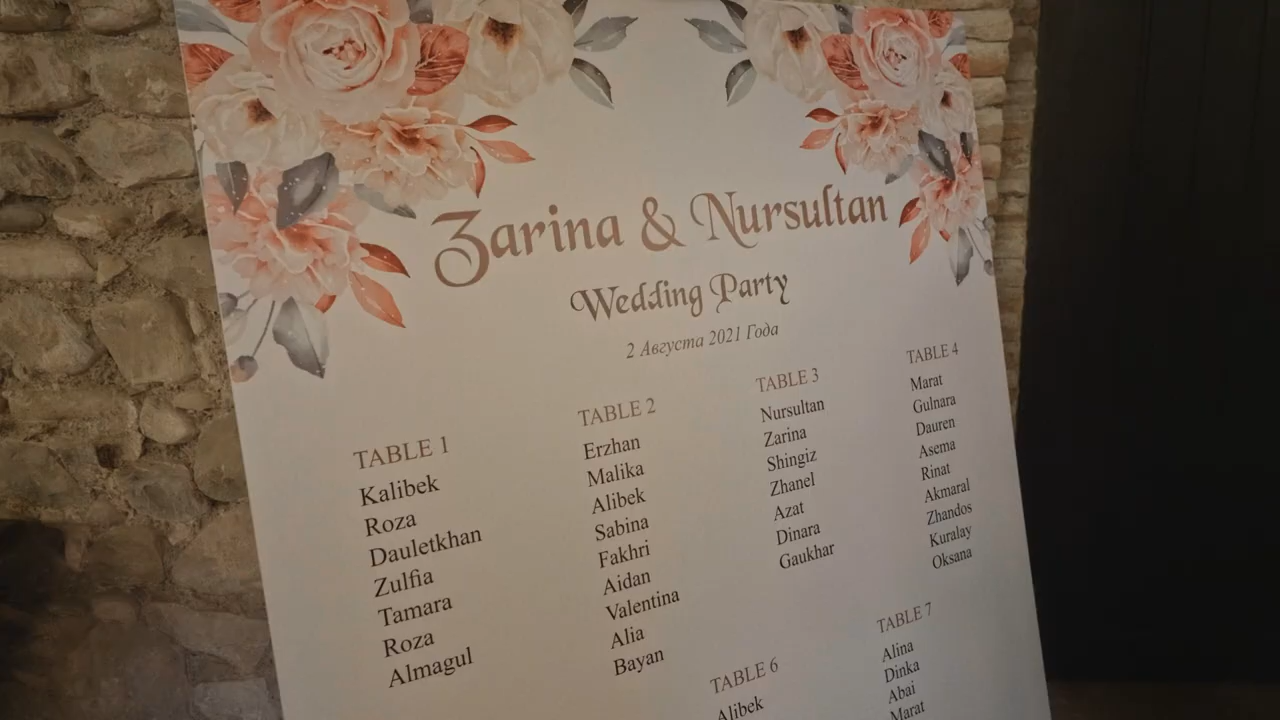 Zarina & Nursultan
Wedding Party
2 Августа 2021 Года
TABLE 1
Kalibek
Roza
Dauletkhan
Zulfia
Tamara
Roza
Almagul
TABLE 2
Erzhan
Malika
Alibek
Sabina
Fakhri
Aidan
Valentina
Alia
Bayan
TABLE 3
Nursultan
Zarina
Shingiz
Zhanel
Azat
Dinara
Gaukhar
TABLE 4
Marat
Gulnara
Dauren
Asema
Rinat
Akmaral
Zhandos
Kuralay
Oksana
TABLE 6
Alibek
TABLE 7
Alina
Dinka
Abai
Marat